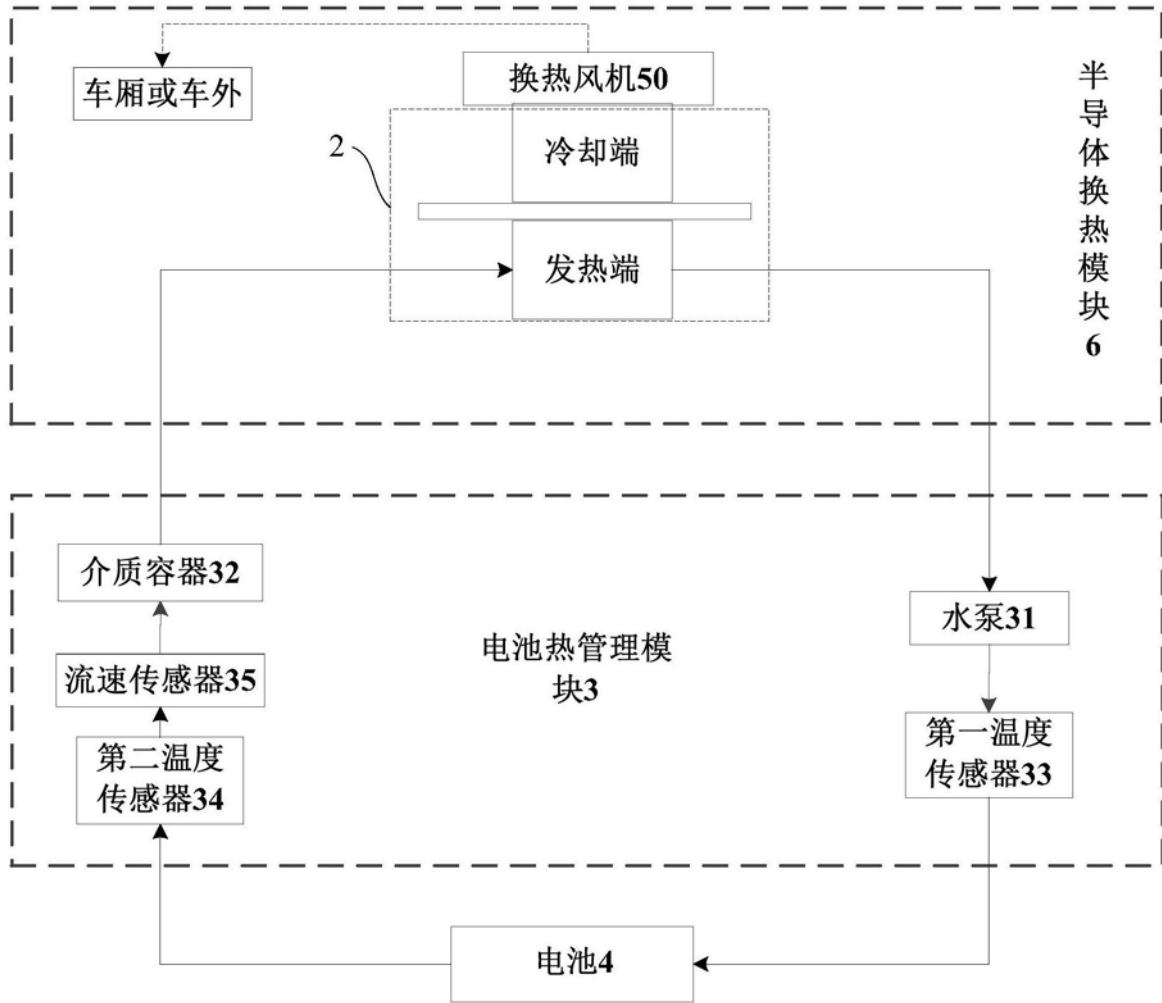 换热风机50
车厢或车外
冷却端
2
发热端
半
导
体
换
热
模
块
6
介质容器32
水泵31
流速传感器35
电池热管理模
块3
第二温度
传感器34
第一温度
传感器33
电池4